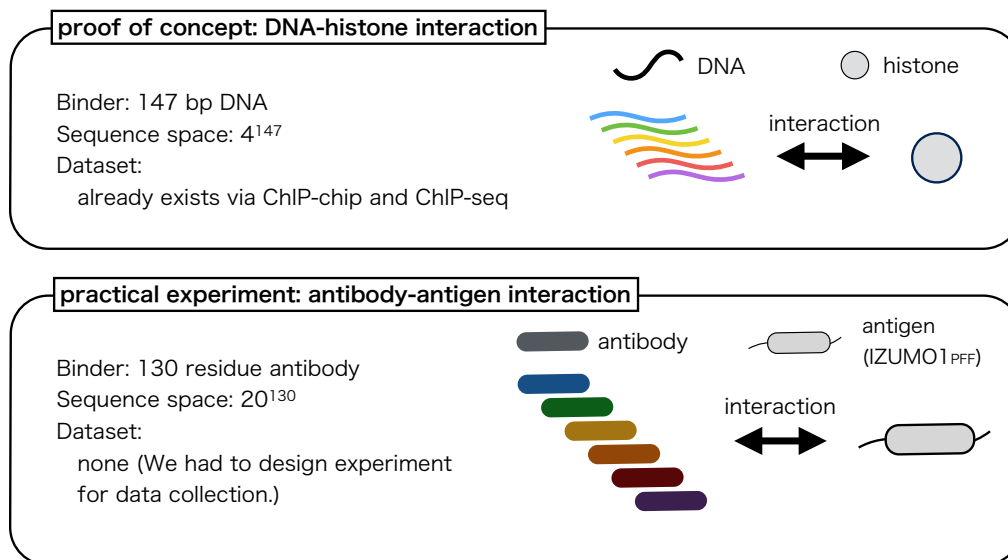 proof of concept: DNA-histone interaction
DNA
histone
Binder: 147 bp DNA
Sequence space: 4¹⁴⁷
Dataset:
already exists via ChIP-chip and ChIP-seq
interaction
practical experiment: antibody-antigen interaction
antibody
antigen
(IZUMO1PFF)
Binder: 130 residue antibody
Sequence space: 20¹³⁰
Dataset:
none (We had to design experiment
for data collection.)
interaction